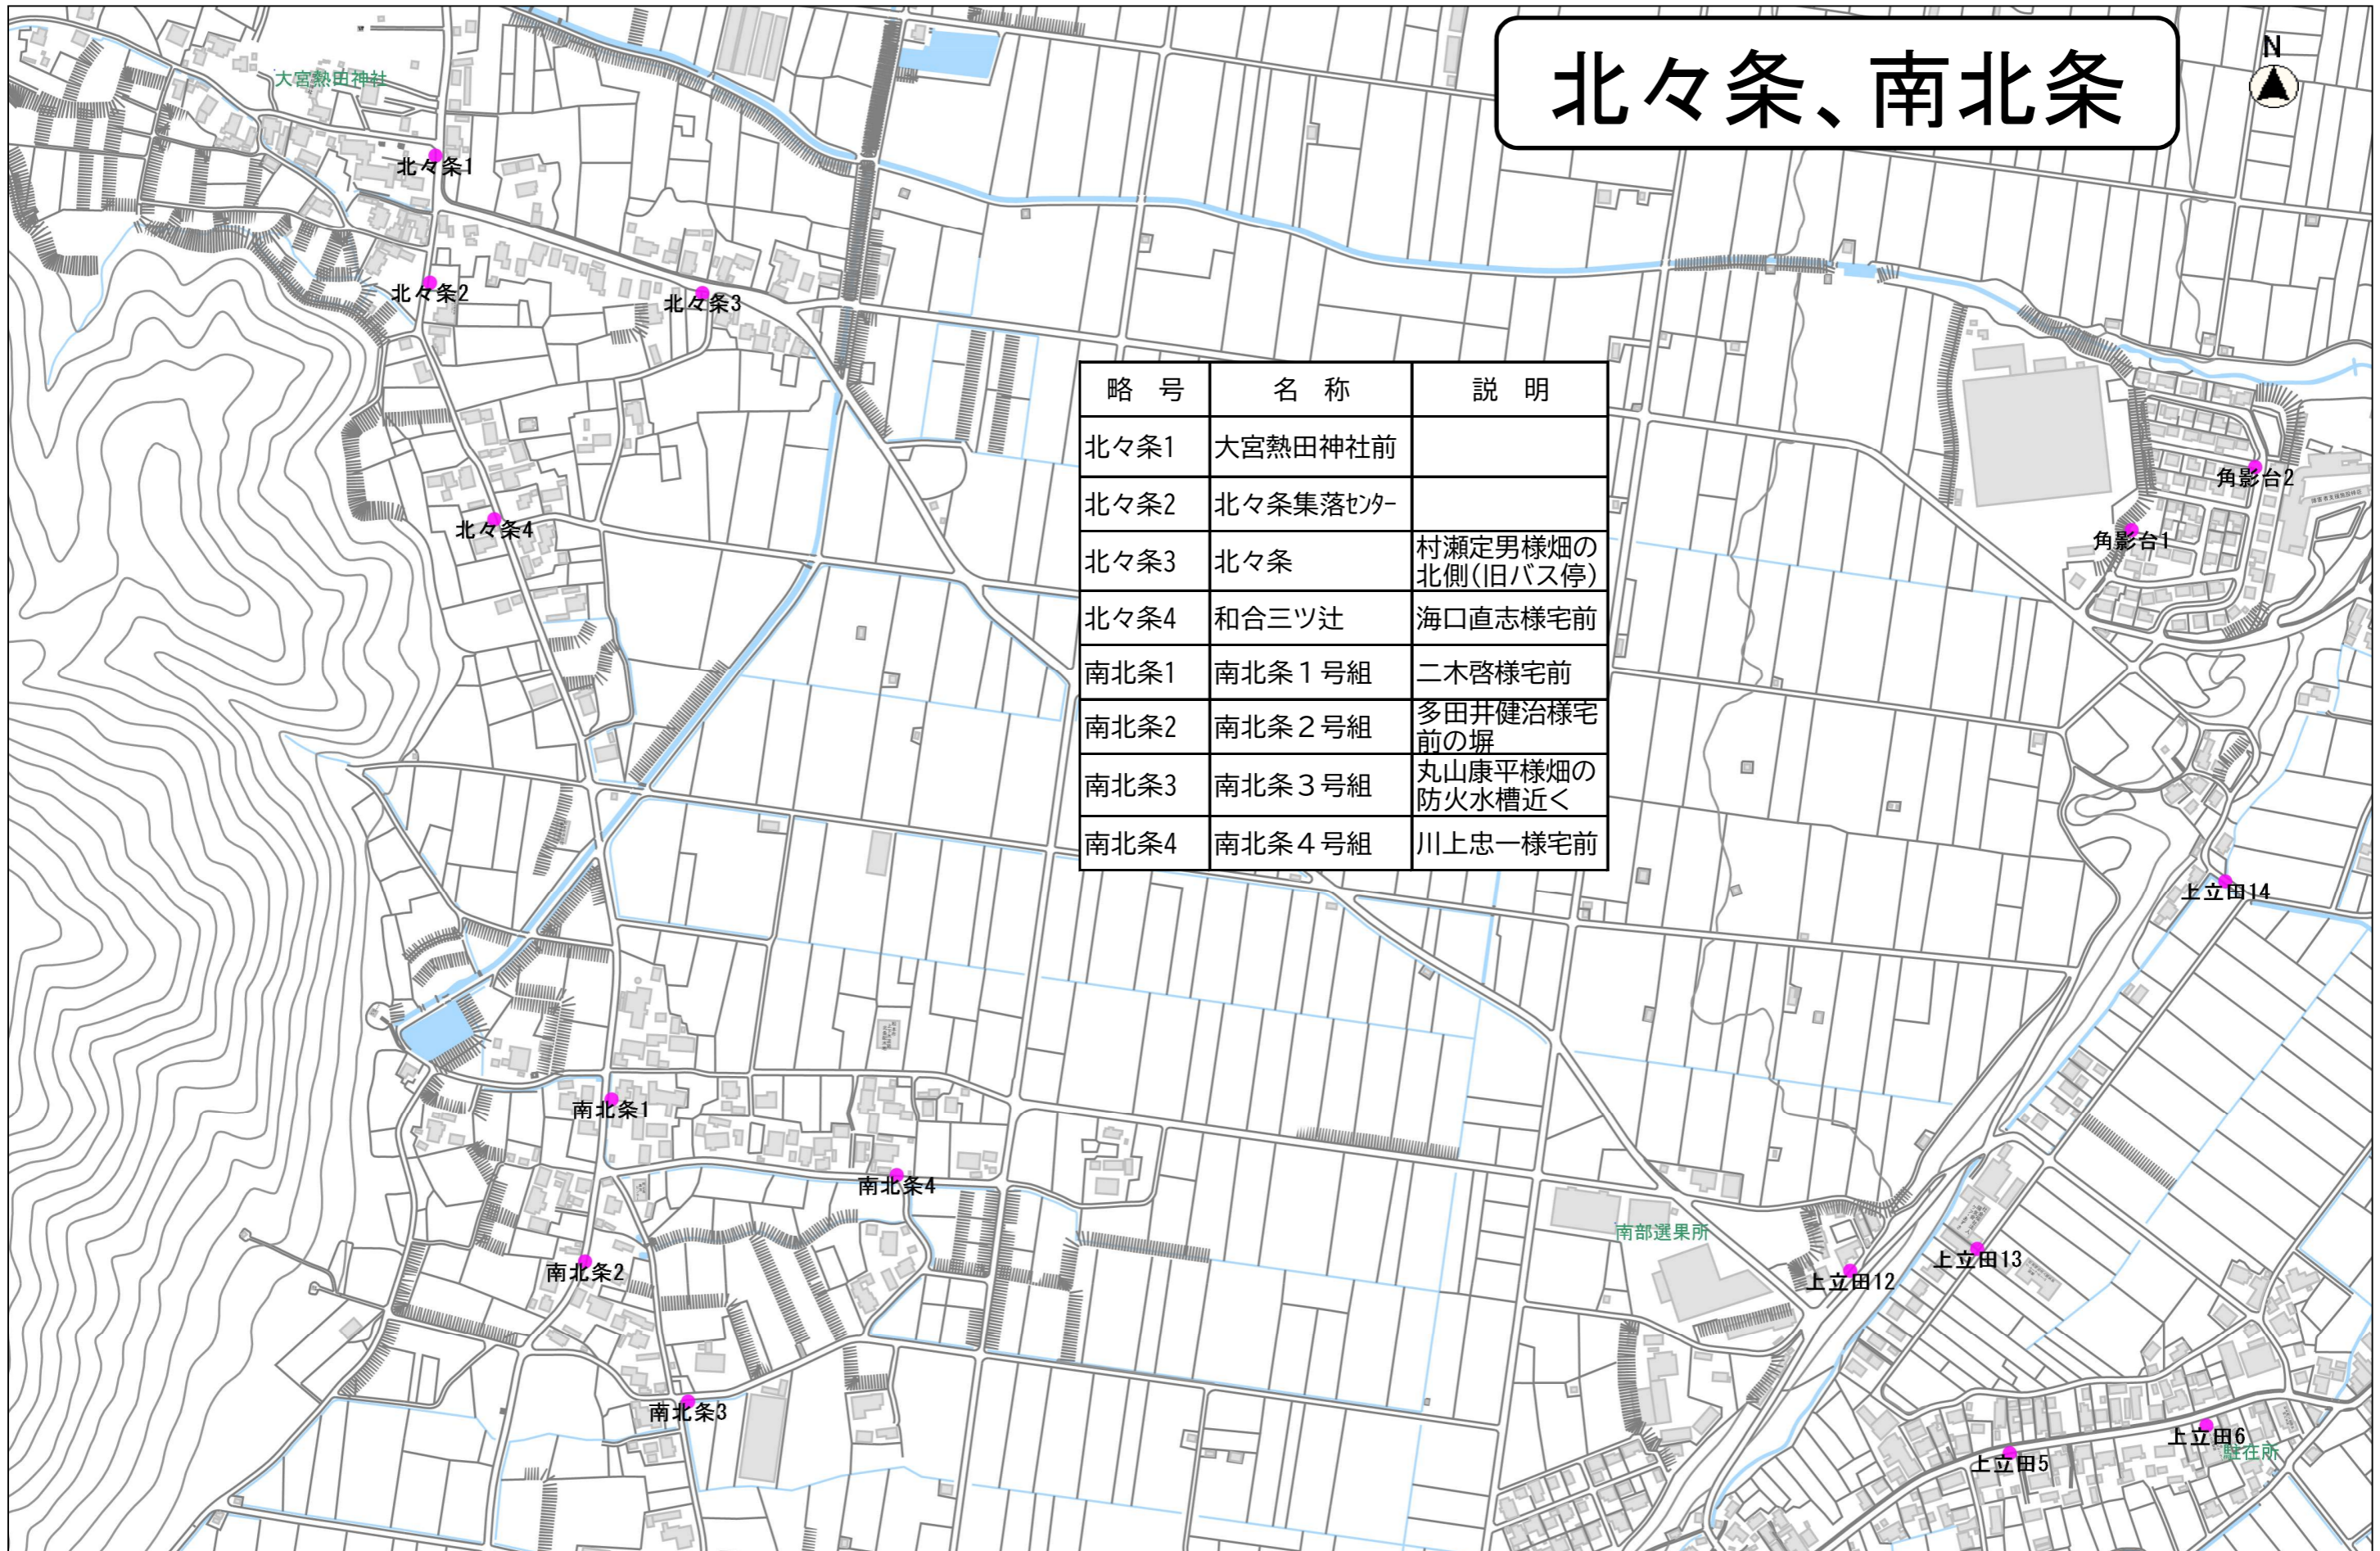 北々条、南北条
N
大宮熱田神社
北々条1
北々条2
北々条3
略 号 名 称 説 明
北々条1 大宮熱田神社前
北々条2 北々条集落ｾﾝﾀｰ
北々条3 北々条 村瀬定男様畑の
北側(旧バス停)
北々条4 和合三ツ辻 海口直志様宅前
南北条1 南北条１号組 二木啓様宅前
南北条2 南北条２号組 多田井健治様宅
前の塀
南北条3 南北条３号組 丸山康平様畑の
防火水槽近く
南北条4 南北条４号組 川上忠一様宅前
角影台2
北々条4
角影台1
上立田14
南北条1
南北条4
南部選果所
上立田13
南北条2
上立田12
南北条3
上立田6
駐在所
上立田5